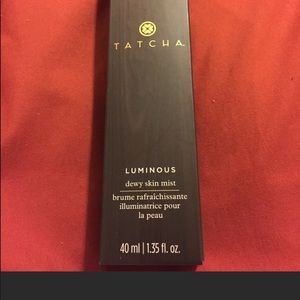 TATCHA
LUMINOUS
dewy skin mist
brume rafraîchissante
illuminatrice pour
la peau
40 ml | 1.35 fl. oz.